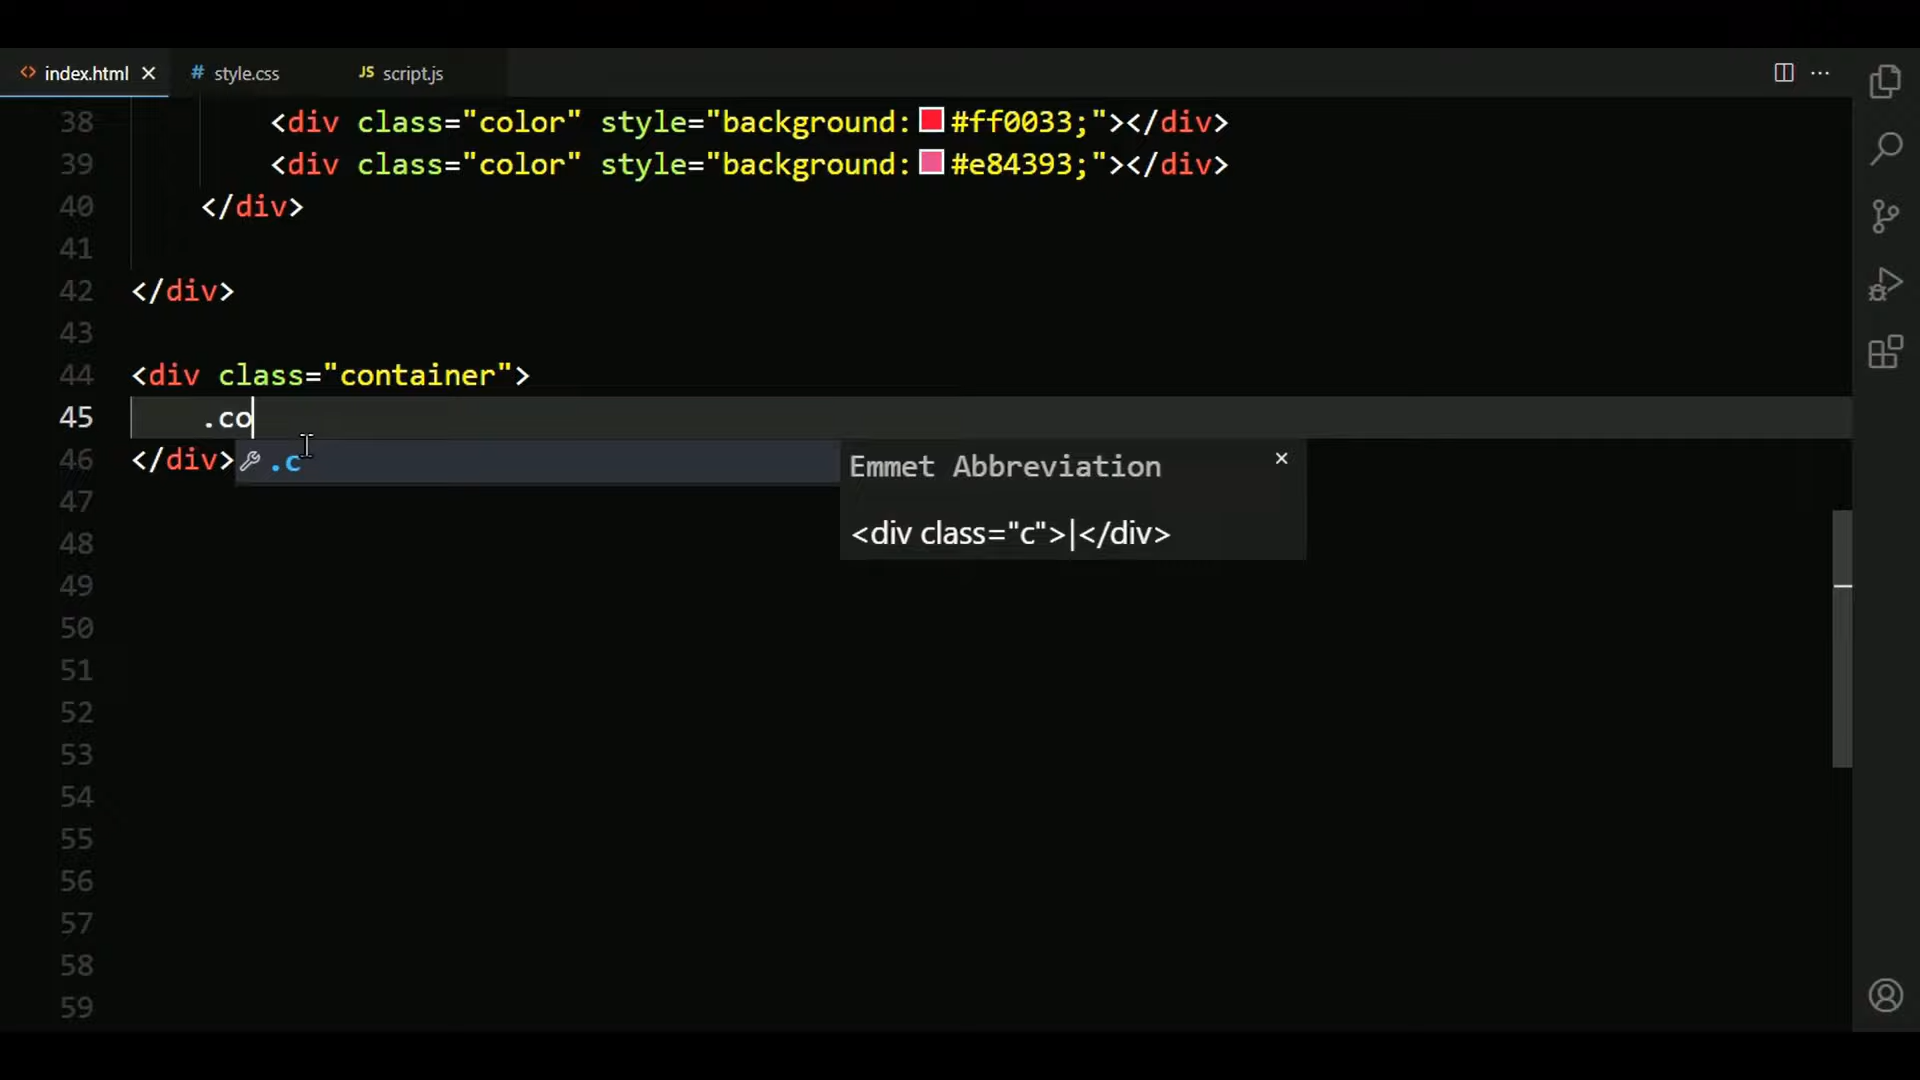 index.html
style.css
JS script.js
38 <div class="color" style="background:#ff0033;"></div>
39 <div class="color" style="background:#e84393;"></div>
40 </div>
41
42 </div>
43
44 <div class="container">
45 .co
46 </div>
.c
Emmet Abbreviation
<div class="c">|</div>
47
48
49
50
51
52
53
54
55
56
57
58
59